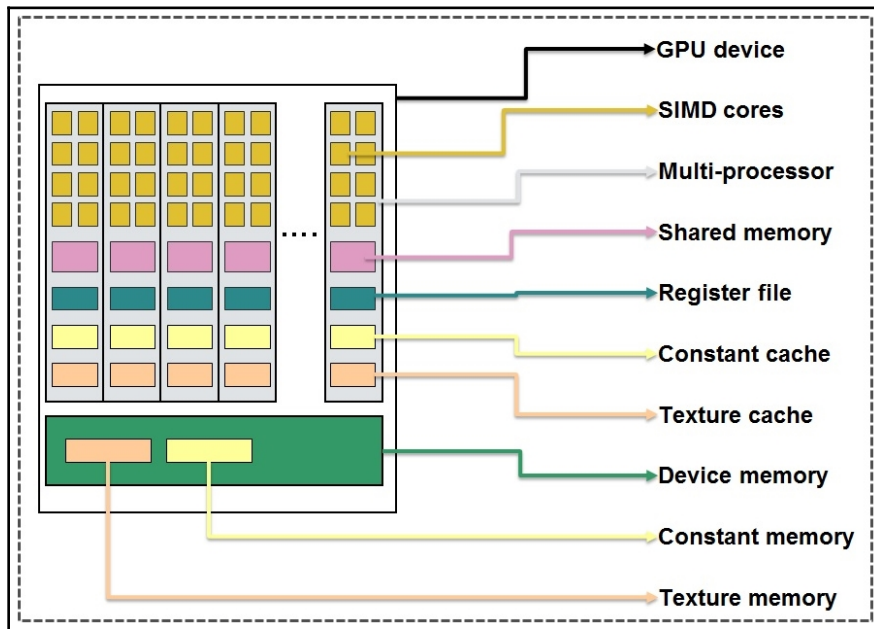 GPU device
SIMD cores
Multi-processor
Shared memory
Register file
Constant cache
Texture cache
Device memory
Constant memory
Texture memory